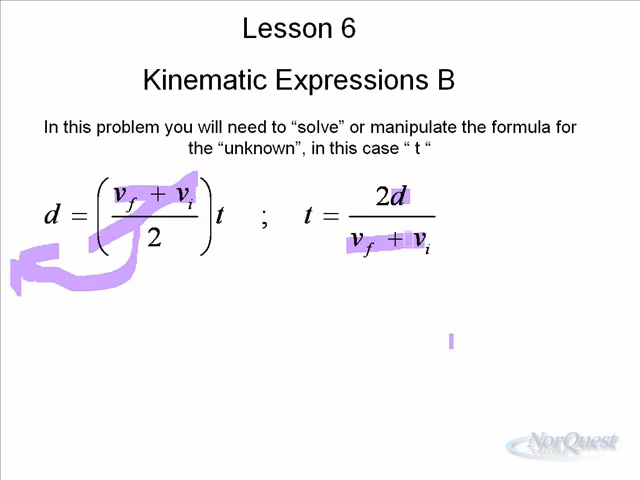 Lesson 6
Kinematic Expressions B
In this problem you will need to “solve” or manipulate the formula for
the “unknown”, in this case “ t “
d = ( (v_f + v_i) / 2 ) t ; t = 2d / (v_f + v_i)
NorQuest
COLLEGE